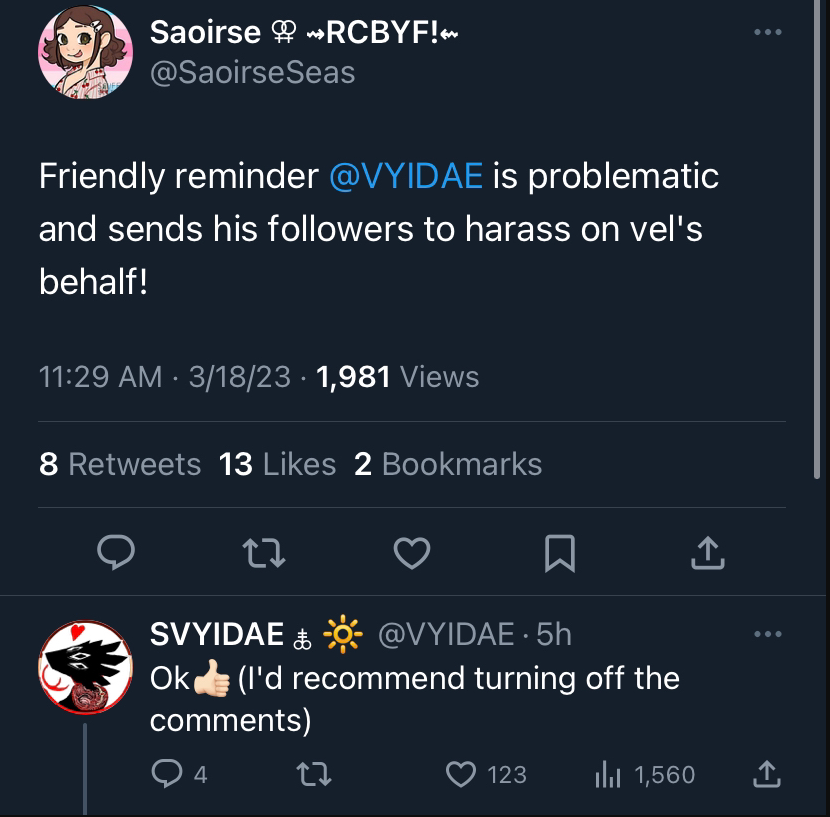 Saoirse ⚢ ⇝RCBYF!⇜
@SaoirseSeas
Friendly reminder @VYIDAE is problematic
and sends his followers to harass on vel's
behalf!
11:29 AM · 3/18/23 · 1,981 Views
8 Retweets 13 Likes 2 Bookmarks
SVYIDAE 🔆 @VYIDAE · 5h
Ok👍🏻(I'd recommend turning off the
comments)
4 123 1,560